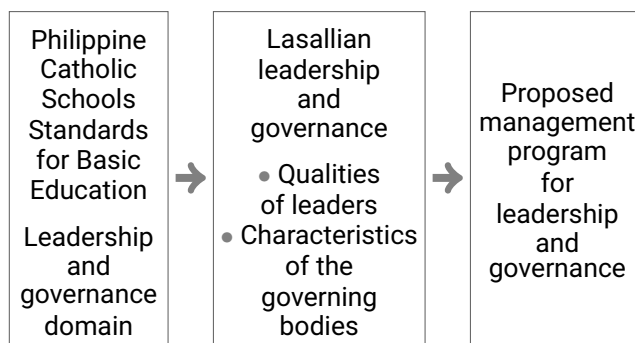 Philippine
Catholic
Schools
Standards
for Basic
Education
Leadership
and
governance
domain
Lasallian
leadership
and
governance
• Qualities
of leaders
• Characteristics
of the
governing
bodies
Proposed
management
program
for
leadership
and
governance